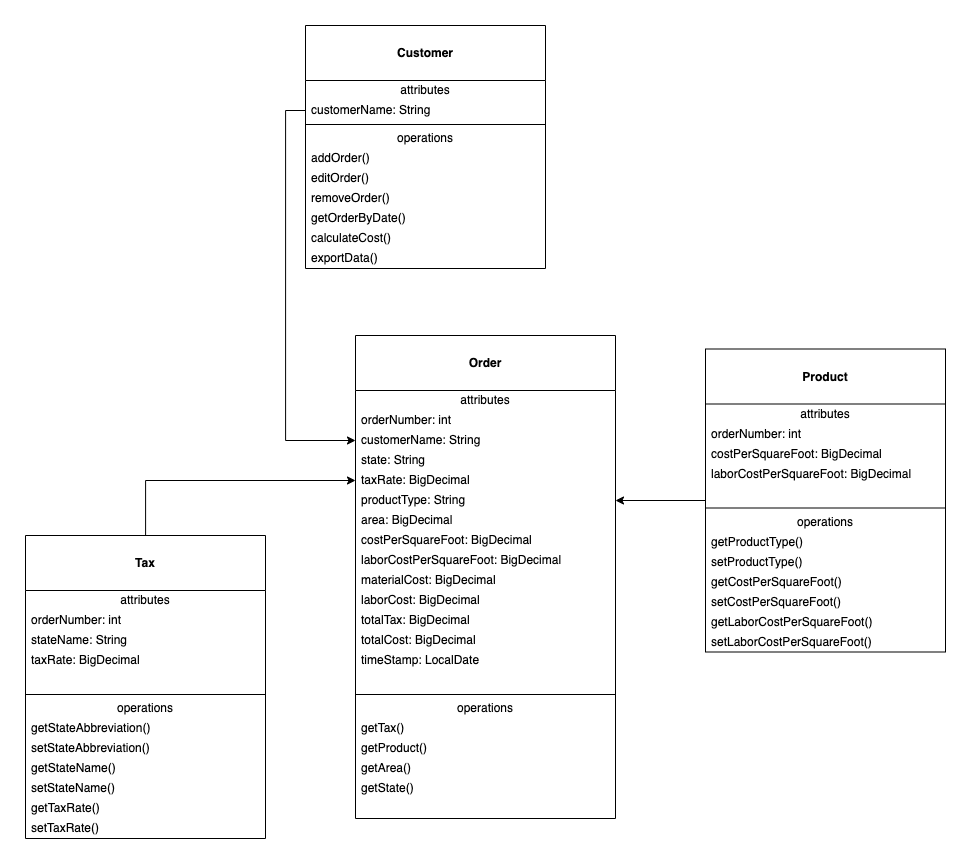 Customer
attributes
customerName: String
operations
addOrder()
editOrder()
removeOrder()
getOrderByDate()
calculateCost()
exportData()
Order
attributes
orderNumber: int
customerName: String
state: String
taxRate: BigDecimal
productType: String
area: BigDecimal
costPerSquareFoot: BigDecimal
laborCostPerSquareFoot: BigDecimal
materialCost: BigDecimal
laborCost: BigDecimal
totalTax: BigDecimal
totalCost: BigDecimal
timeStamp: LocalDate
operations
getTax()
getProduct()
getArea()
getState()
Product
attributes
orderNumber: int
costPerSquareFoot: BigDecimal
laborCostPerSquareFoot: BigDecimal
operations
getProductType()
setProductType()
getCostPerSquareFoot()
setCostPerSquareFoot()
getLaborCostPerSquareFoot()
setLaborCostPerSquareFoot()
Tax
attributes
orderNumber: int
stateName: String
taxRate: BigDecimal
operations
getStateAbbreviation()
setStateAbbreviation()
getStateName()
setStateName()
getTaxRate()
setTaxRate()